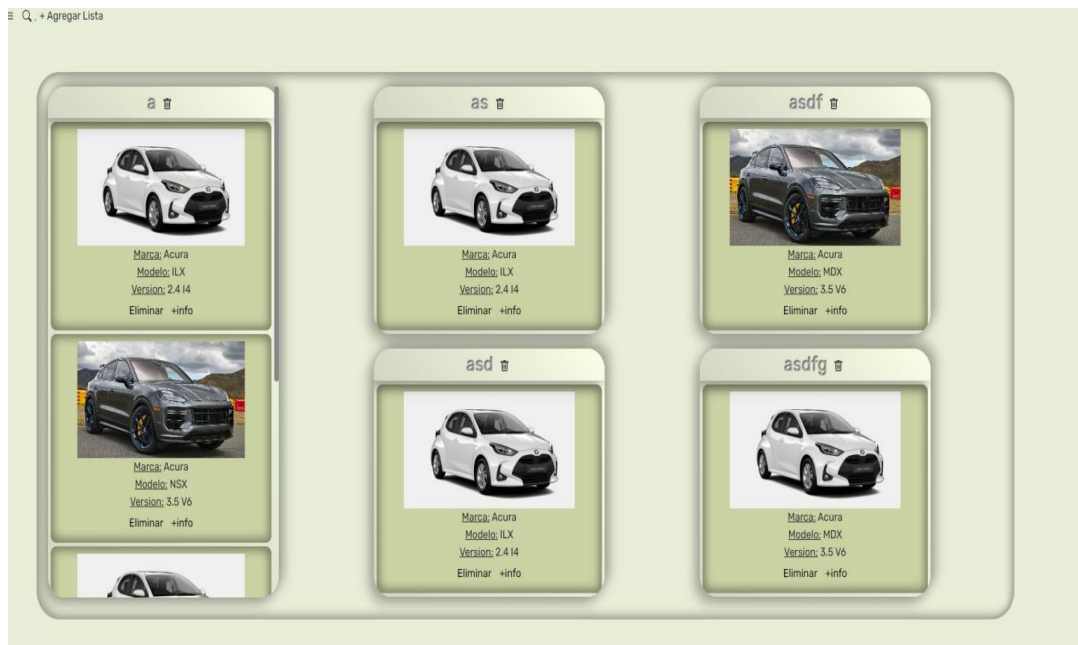 + Agregar Lista
a
Marca: Acura
Modelo: ILX
Version: 2.4 I4
Eliminar +info
Marca: Acura
Modelo: NSX
Version: 3.5 V6
Eliminar +info
as
Marca: Acura
Modelo: ILX
Version: 2.4 I4
Eliminar +info
asd
Marca: Acura
Modelo: ILX
Version: 2.4 I4
Eliminar +info
asdf
Marca: Acura
Modelo: MDX
Version: 3.5 V6
Eliminar +info
asdfg
Marca: Acura
Modelo: MDX
Version: 3.5 V6
Eliminar +info